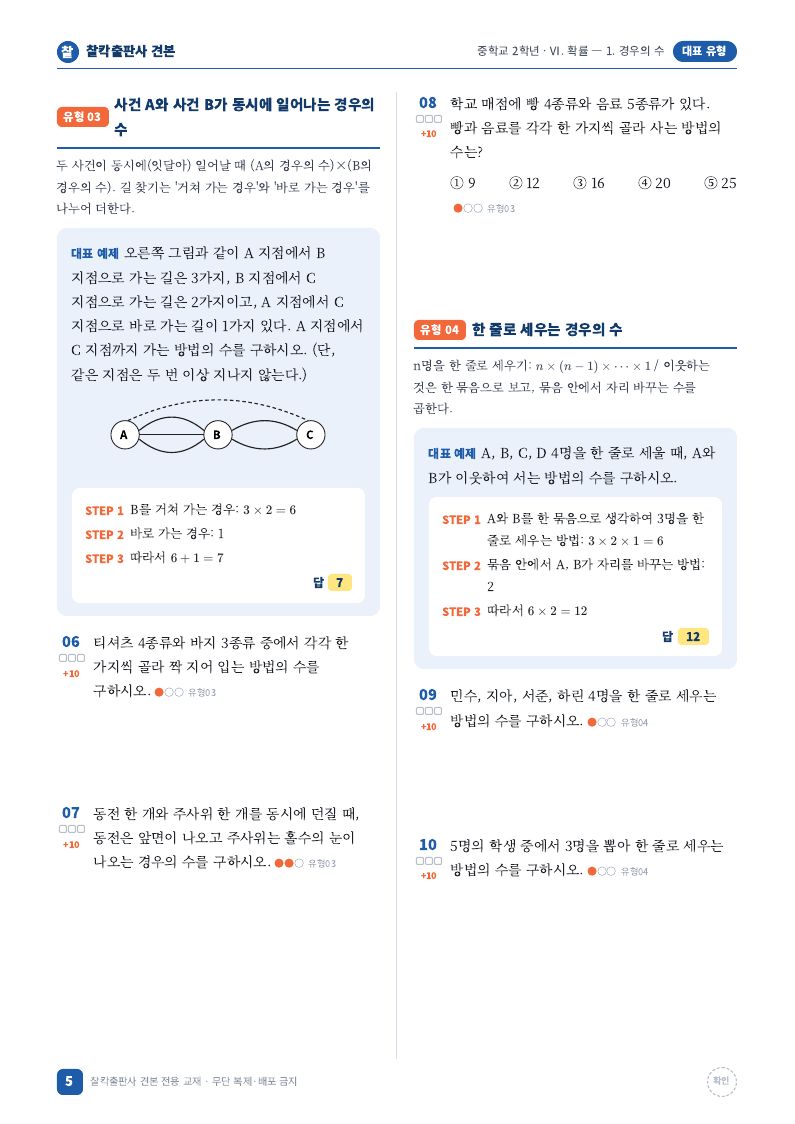 찰 찰칵출판사 견본
중학교 2학년 · Ⅵ. 확률 — 1. 경우의 수 대표 유형
유형 03 사건 A와 사건 B가 동시에 일어나는 경우의
수
두 사건이 동시에(잇달아) 일어날 때 (A의 경우의 수)×(B의
경우의 수). 길 찾기는 '거쳐 가는 경우'와 '바로 가는 경우'를
나누어 더한다.
대표 예제 오른쪽 그림과 같이 A 지점에서 B
지점으로 가는 길은 3가지, B 지점에서 C
지점으로 가는 길은 2가지이고, A 지점에서 C
지점으로 바로 가는 길이 1가지 있다. A 지점에서
C 지점까지 가는 방법의 수를 구하시오. (단,
같은 지점은 두 번 이상 지나지 않는다.)
A B C
STEP 1 B를 거쳐 가는 경우: 3 × 2 = 6
STEP 2 바로 가는 경우: 1
STEP 3 따라서 6 + 1 = 7
답 7
06 티셔츠 4종류와 바지 3종류 중에서 각각 한
가지씩 골라 짝 지어 입는 방법의 수를
+10
구하시오. ●○○ 유형03
07 동전 한 개와 주사위 한 개를 동시에 던질 때,
동전은 앞면이 나오고 주사위는 홀수의 눈이
+10
나오는 경우의 수를 구하시오. ●●○ 유형03
08 학교 매점에 빵 4종류와 음료 5종류가 있다.
빵과 음료를 각각 한 가지씩 골라 사는 방법의
+10
수는?
① 9 ② 12 ③ 16 ④ 20 ⑤ 25
●○○ 유형03
유형 04 한 줄로 세우는 경우의 수
n명을 한 줄로 세우기: n × (n − 1) × ··· × 1 / 이웃하는
것은 한 묶음으로 보고, 묶음 안에서 자리 바꾸는 수를
곱한다.
대표 예제 A, B, C, D 4명을 한 줄로 세울 때, A와
B가 이웃하여 서는 방법의 수를 구하시오.
STEP 1 A와 B를 한 묶음으로 생각하여 3명을 한
줄로 세우는 방법: 3 × 2 × 1 = 6
STEP 2 묶음 안에서 A, B가 자리를 바꾸는 방법:
2
STEP 3 따라서 6 × 2 = 12
답 12
09 민수, 지아, 서준, 하린 4명을 한 줄로 세우는
방법의 수를 구하시오. ●○○ 유형04
+10
10 5명의 학생 중에서 3명을 뽑아 한 줄로 세우는
방법의 수를 구하시오. ●○○ 유형04
+10
5 찰칵출판사 견본 전용 교재 · 무단 복제·배포 금지
확인